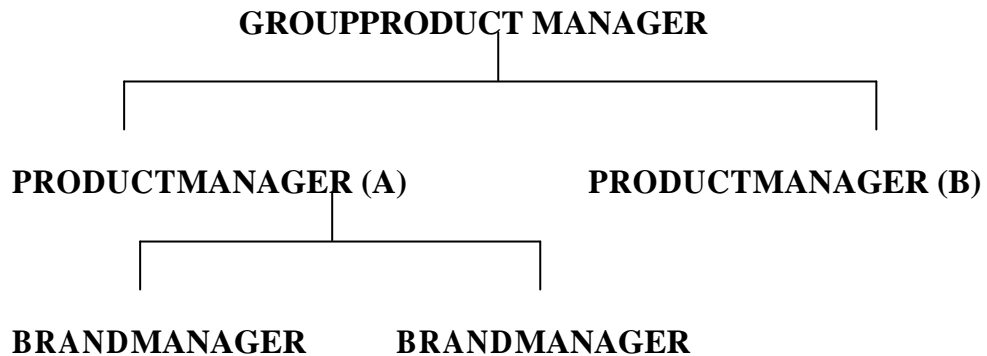 GROUPPRODUCT MANAGER
PRODUCTMANAGER (A) PRODUCTMANAGER (B)
BRANDMANAGER BRANDMANAGER